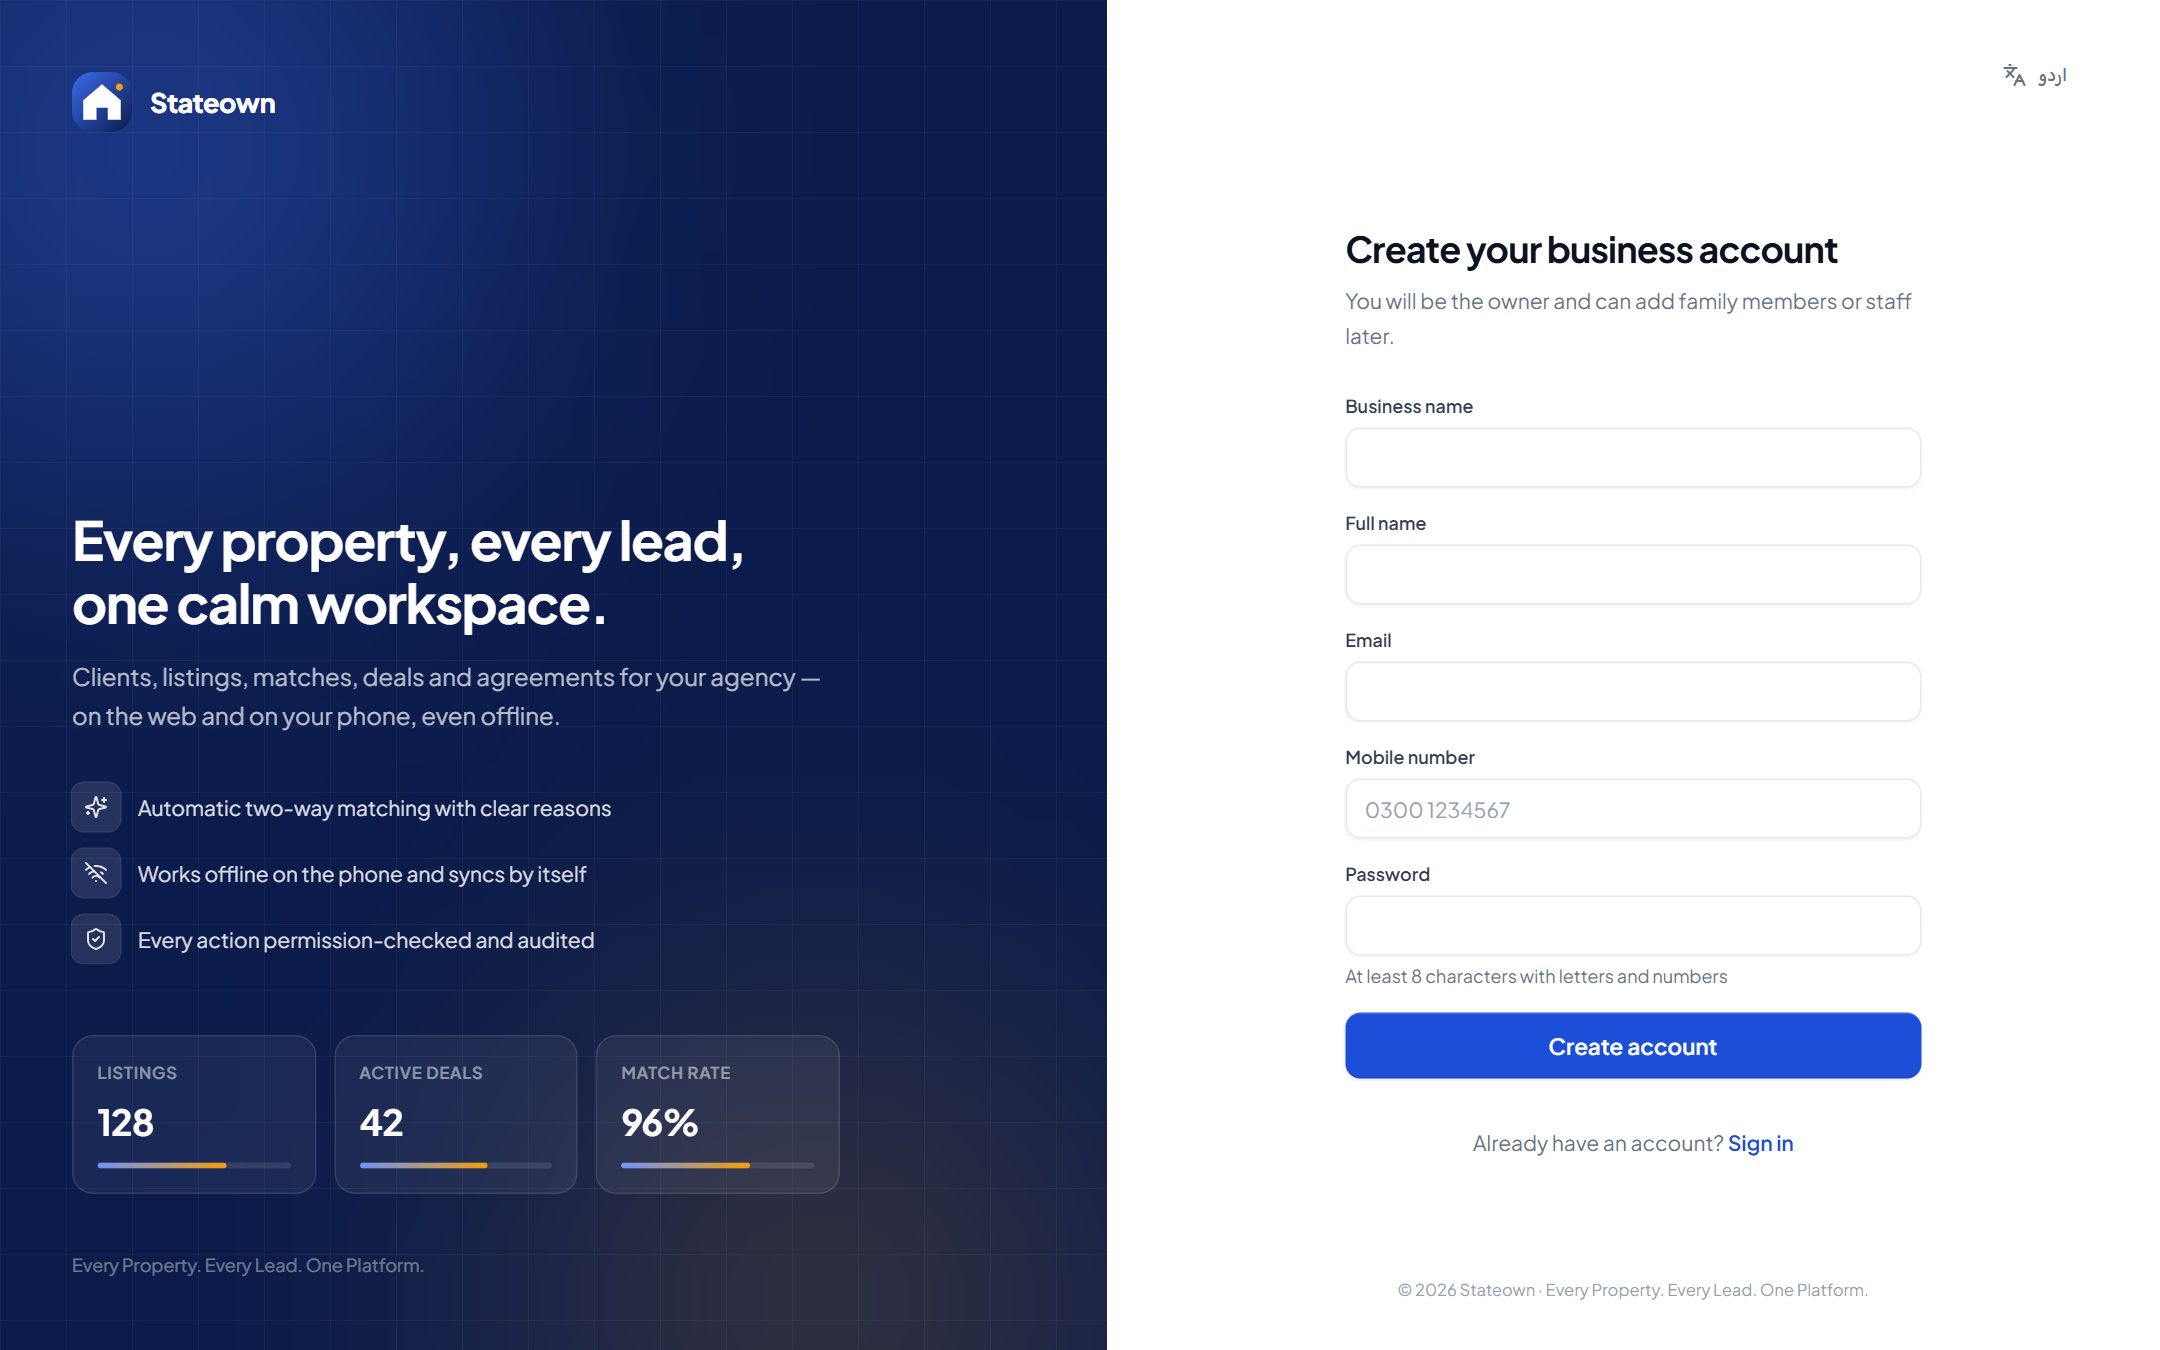 Stateown
Every property, every lead,
one calm workspace.
Clients, listings, matches, deals and agreements for your agency —
on the web and on your phone, even offline.
Automatic two-way matching with clear reasons
Works offline on the phone and syncs by itself
Every action permission-checked and audited
LISTINGS
128
ACTIVE DEALS
42
MATCH RATE
96%
Every Property. Every Lead. One Platform.
اردو
Create your business account
You will be the owner and can add family members or staff
later.
Business name
Full name
Email
Mobile number
0300 1234567
Password
At least 8 characters with letters and numbers
Create account
Already have an account? Sign in
© 2026 Stateown · Every Property. Every Lead. One Platform.